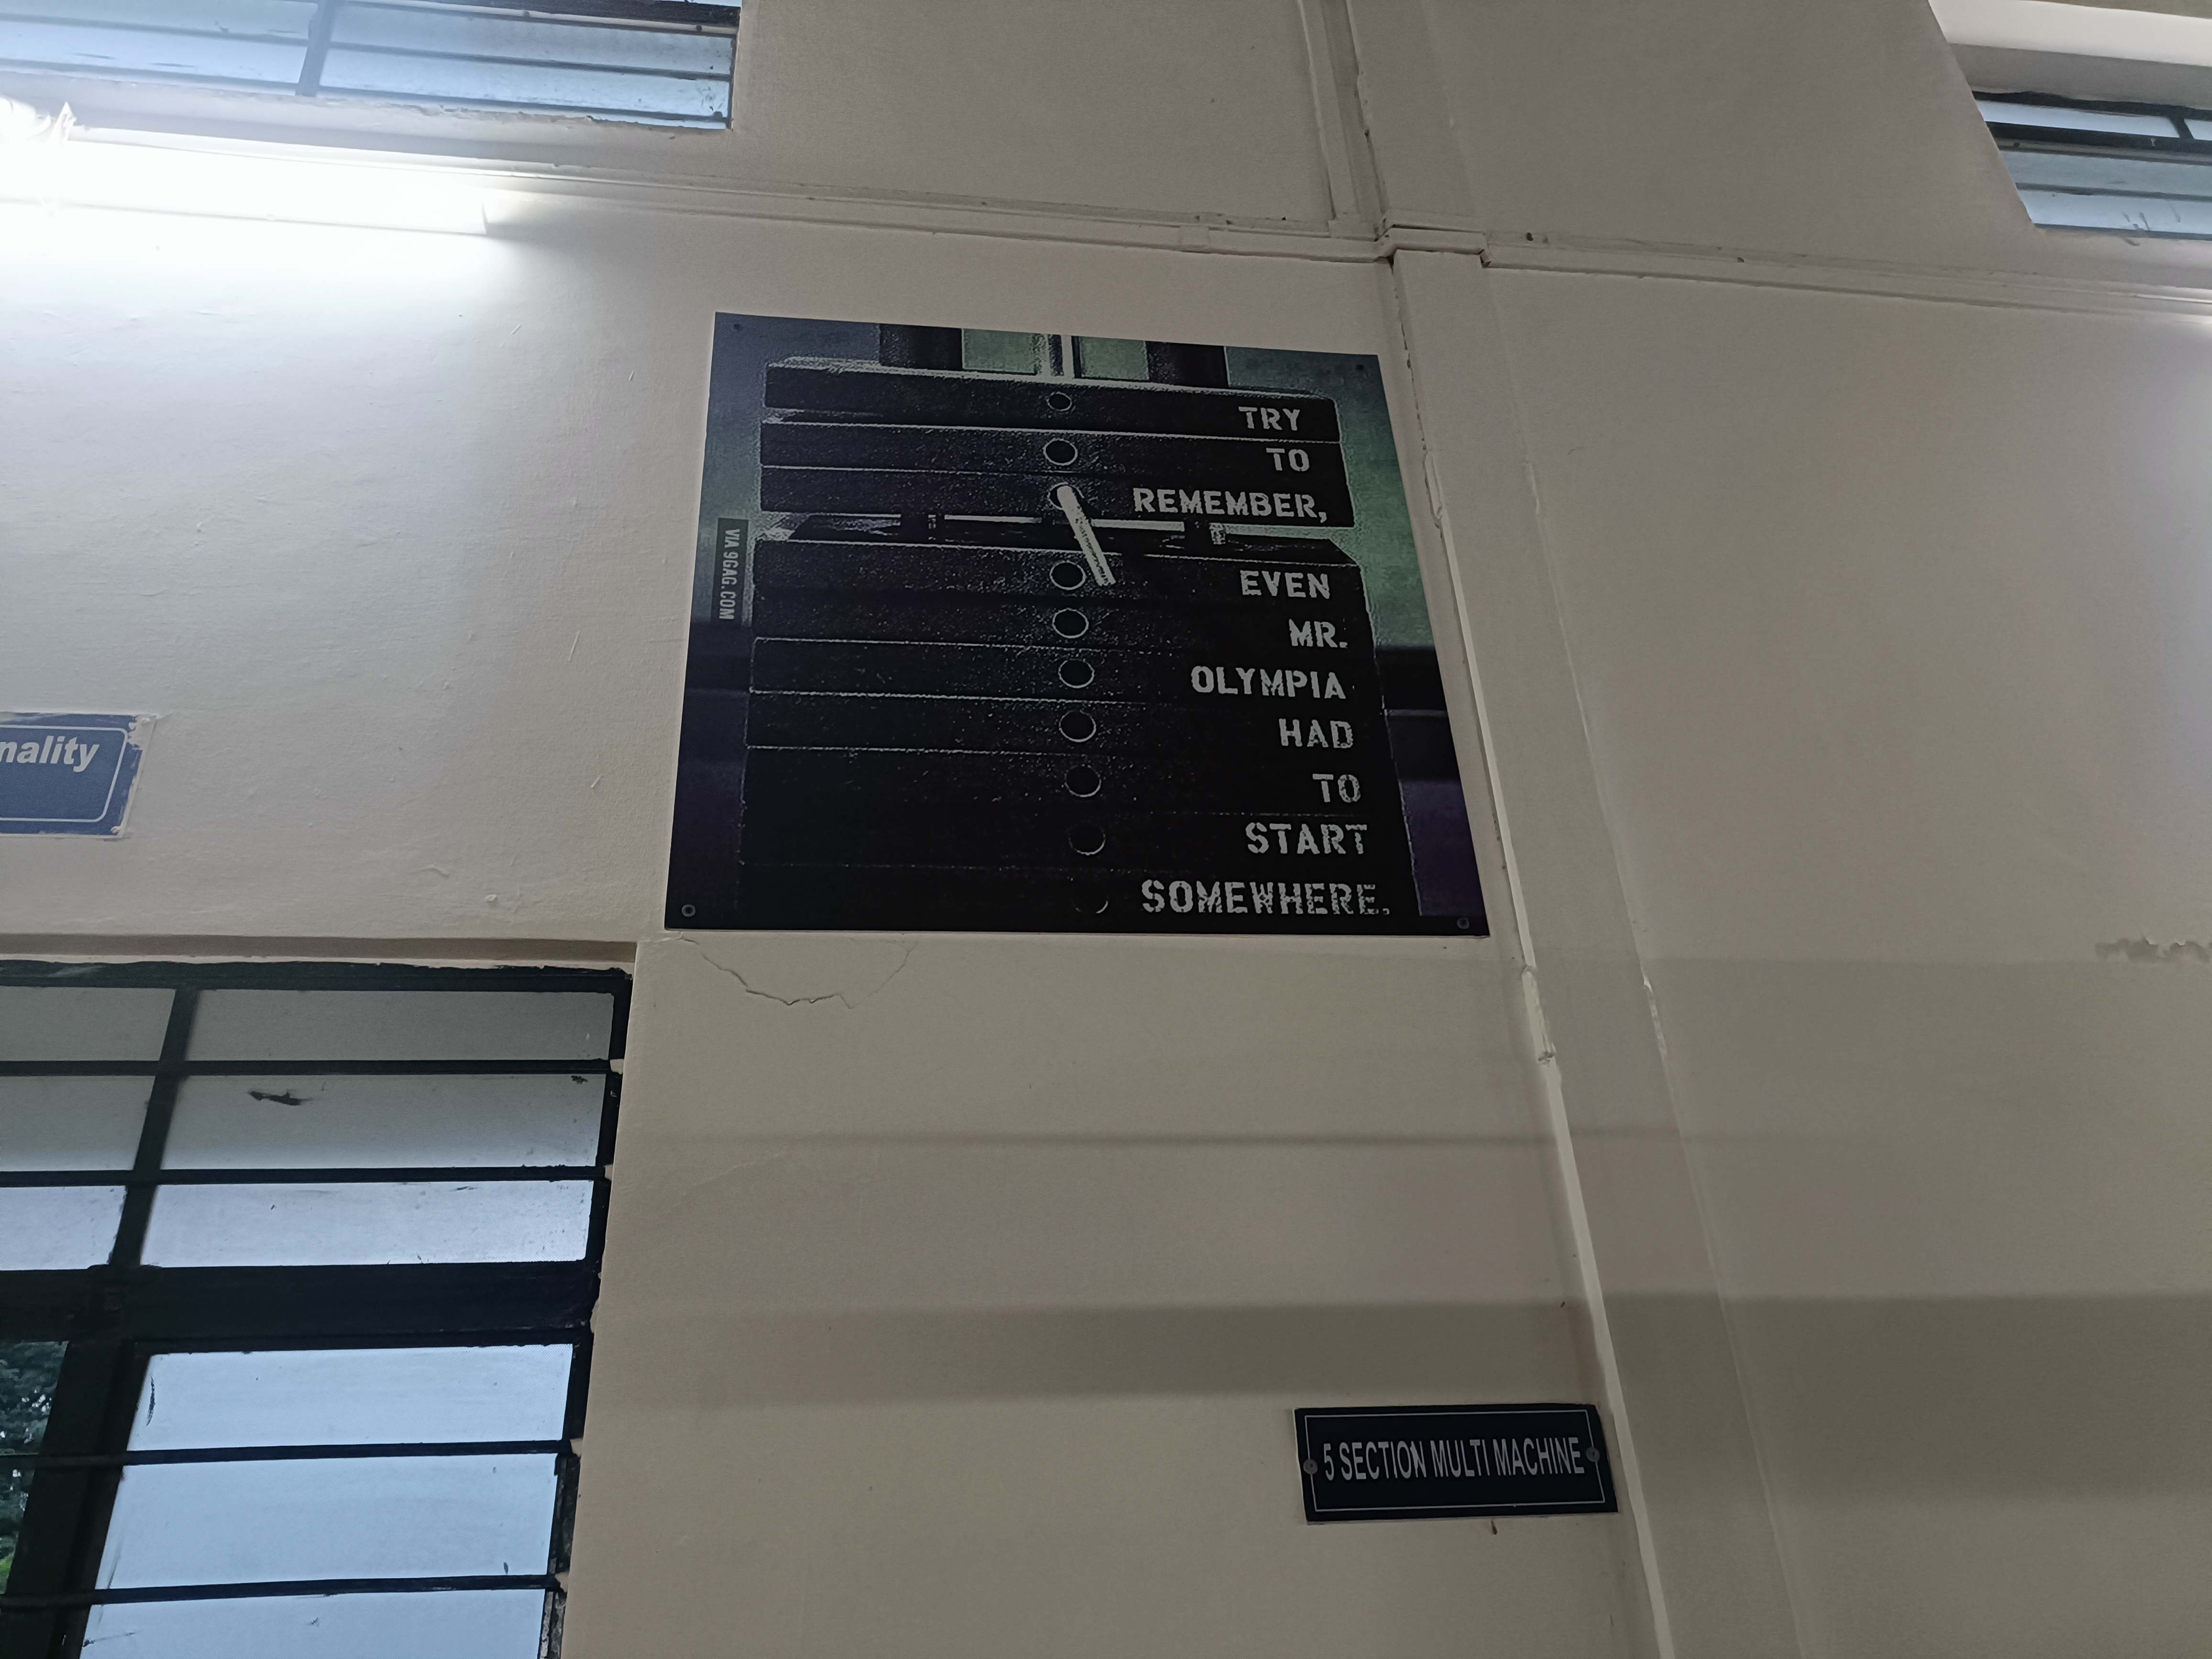 TRY
TO
REMEMBER,
EVEN
MR.
OLYMPIA
HAD
TO
START
SOMEWHERE.
VIA 9GAG.COM
nality
5 SECTION MULTI MACHINE